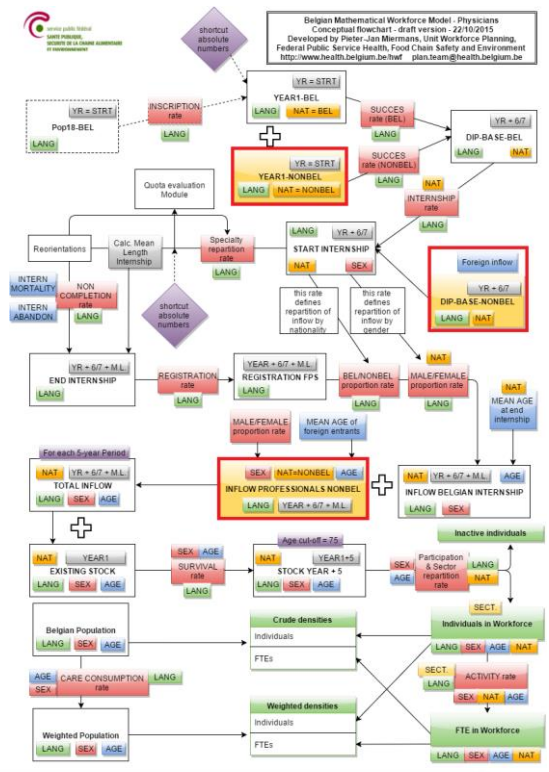 service public fédéral
SANTE PUBLIQUE,
SECURITE DE LA CHAINE ALIMENTAIRE
ET ENVIRONNEMENT
Belgian Mathematical Workforce Model - Physicians
Conceptual flowchart - draft version - 22/10/2015
Developed by Pieter-Jan Miermans, Unit Workforce Planning,
Federal Public Service Health, Food Chain Safety and Environment
http://www.health.belgium.be/hwf plan.team@health.belgium.be
shortcut
absolute
numbers
YR = STRT
Pop18-BEL
LANG
INSCRIPTION
rate
LANG
YR = STRT
YEAR1-BEL
LANG NAT = BEL
SUCCES
rate (BEL)
LANG
YR + 6/7
DIP-BASE-BEL
LANG NAT
YR = STRT
YEAR1-NONBEL
LANG NAT = NONBEL
SUCCES
rate (NONBEL)
LANG
NAT
INTERNSHIP
rate
LANG
Quota evaluation
Module
Reorientations
Calc. Mean
Length
Internship
Specialty
repartition
rate
LANG
LANG YR + 6/7
START INTERNSHIP
NAT SEX
Foreign inflow
YR + 6/7
DIP-BASE-NONBEL
LANG NAT
INTERN
MORTALITY
INTERN
ABANDON
NON
COMPLETION
rate
LANG
shortcut
absolute
numbers
this rate
defines
repartition of
inflow by
nationality
this rate
defines
repartition of
inflow by
gender
YR + 6/7 + M.L.
END INTERNSHIP
LANG
REGISTRATION
rate
LANG
YEAR + 6/7 + M.L.
REGISTRATION FPS
LANG
BEL/NONBEL
proportion rate
LANG
NAT
MALE/FEMALE
proportion rate
LANG
NAT
MEAN AGE
at end
internship
MALE/FEMALE
proportion rate
MEAN AGE of
foreign entrants
For each 5-year Period
NAT YR + 6/7 + M.L.
TOTAL INFLOW
LANG SEX AGE
SEX NAT=NONBEL AGE
INFLOW PROFESSIONALS NONBEL
LANG YEAR + 6/7 + M.L.
NAT YR + 6/7 + M.L. AGE
INFLOW BELGIAN INTERNSHIP
LANG SEX
Inactive individuals
NAT YEAR1
EXISTING STOCK
LANG SEX AGE
SEX AGE
SURVIVAL
rate
LANG
Age cut-off = 75
NAT YEAR1+5
STOCK YEAR + 5
LANG SEX AGE
SEX
AGE
Participation
& Sector
repartition
rate
LANG
NAT
SECT.
Individuals in Workforce
LANG SEX AGE NAT
Belgian Population
LANG SEX AGE
Crude densities
Individuals
FTEs
AGE
SEX
CARE CONSUMPTION
rate
LANG
SECT.
LANG
ACTIVITY rate
SEX NAT AGE
Weighted Population
LANG SEX AGE
Weighted densities
Individuals
FTEs
FTE in Workforce
LANG SEX AGE NAT